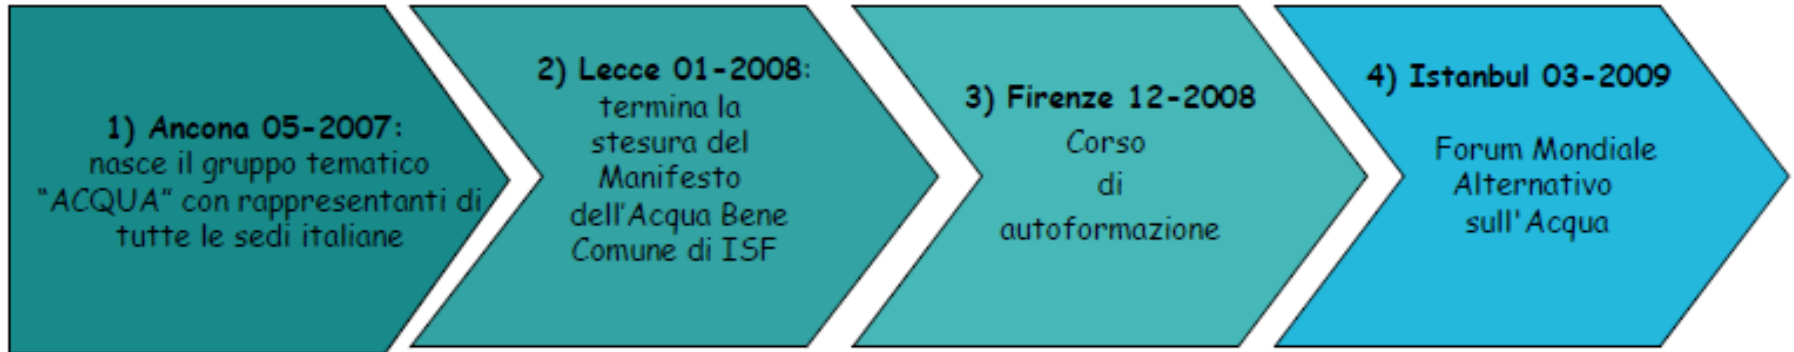 1) Ancona 05-2007:
nasce il gruppo tematico
“ACQUA” con rappresentanti di
tutte le sedi italiane
2) Lecce 01-2008:
termina la
stesura del
Manifesto
dell’Acqua Bene
Comune di ISF
3) Firenze 12-2008
Corso
di
autoformazione
4) Istanbul 03-2009
Forum Mondiale
Alternativo
sull'Acqua